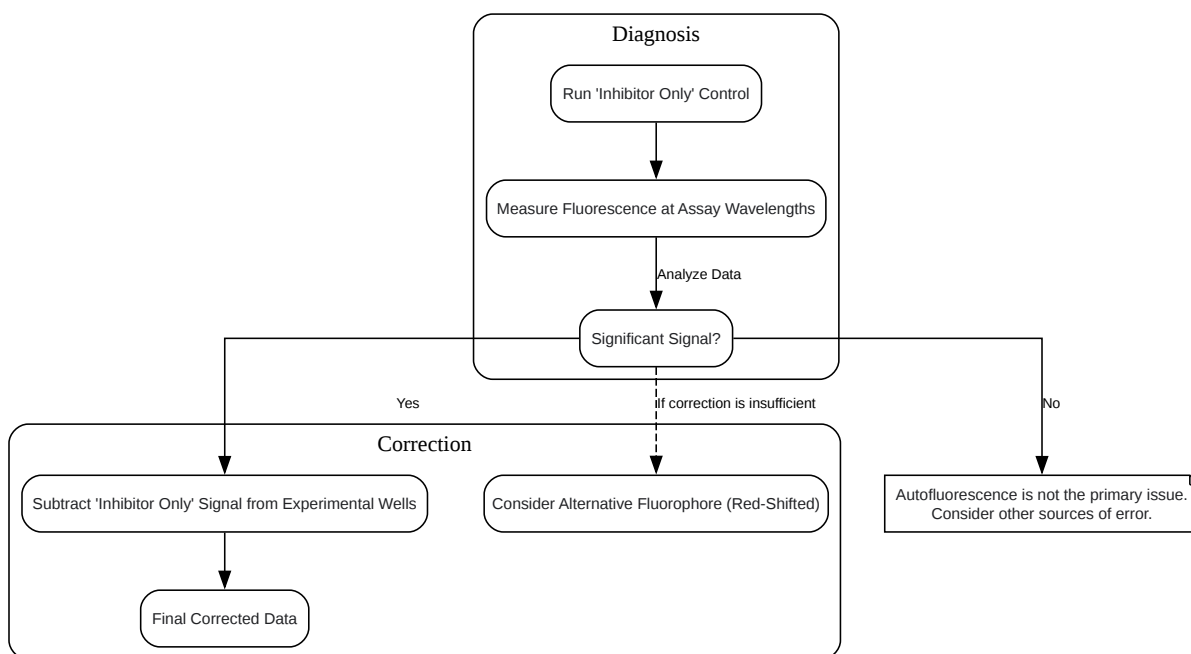 Diagnosis
Run 'Inhibitor Only' Control
Measure Fluorescence at Assay Wavelengths
Analyze Data
Significant Signal?
Yes
If correction is insufficient
No
Correction
Subtract 'Inhibitor Only' Signal from Experimental Wells
Consider Alternative Fluorophore (Red-Shifted)
Autofluorescence is not the primary issue.
Consider other sources of error.
Final Corrected Data